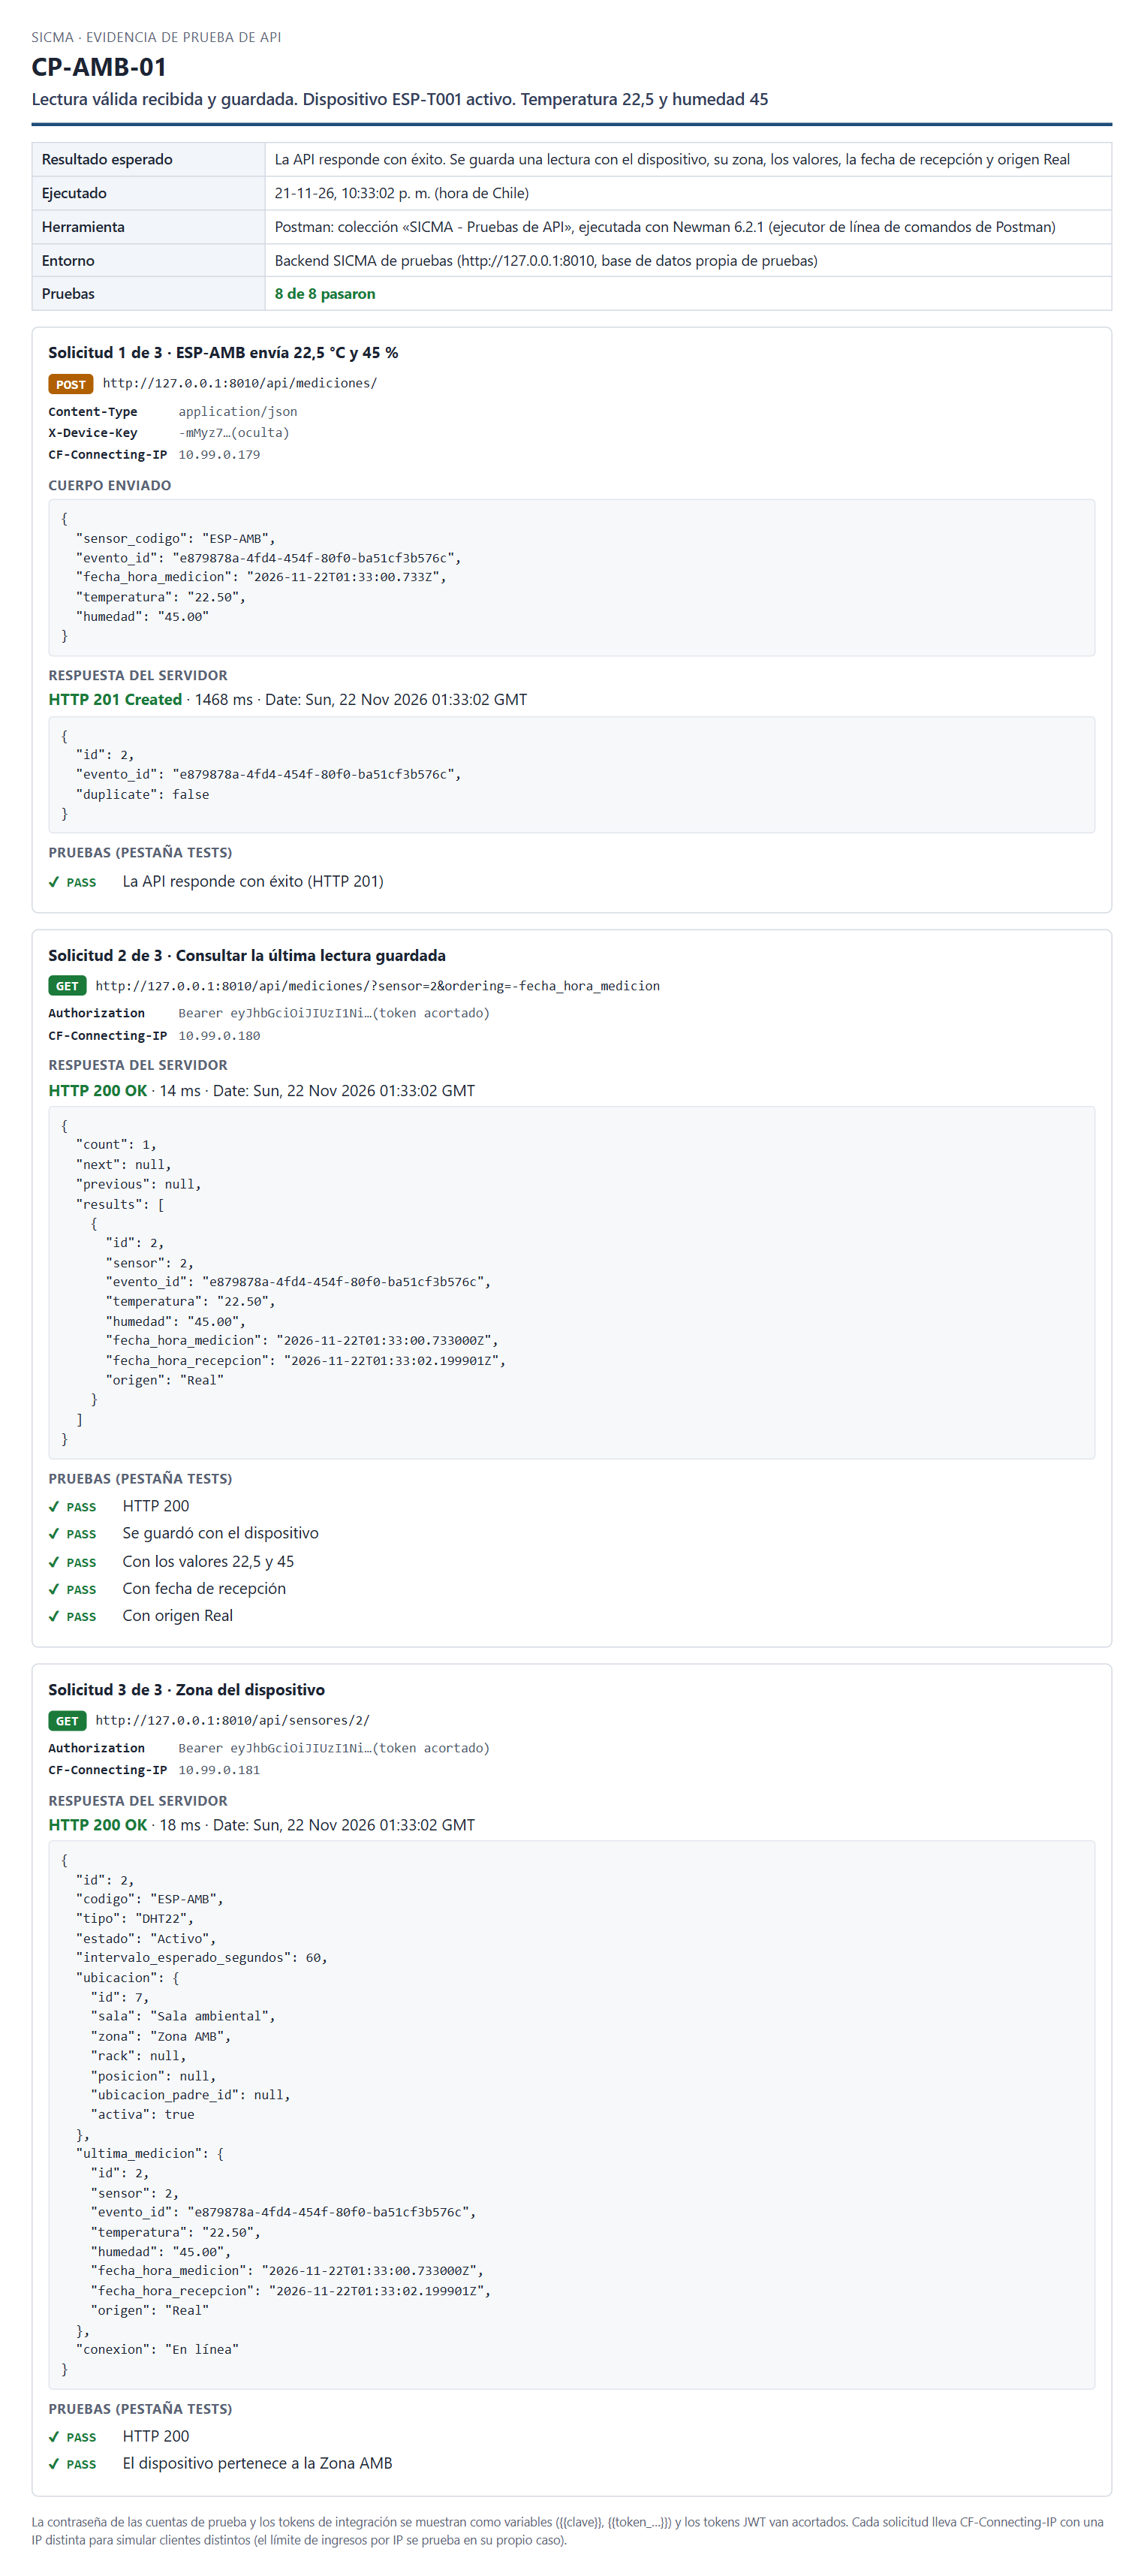 SICMA · EVIDENCIA DE PRUEBA DE API
CP-AMB-01
Lectura válida recibida y guardada. Dispositivo ESP-T001 activo. Temperatura 22,5 y humedad 45
Resultado esperado La API responde con éxito. Se guarda una lectura con el dispositivo, su zona, los valores, la fecha de recepción y origen Real
Ejecutado 21-11-26, 10:33:02 p. m. (hora de Chile)
Herramienta Postman: colección «SICMA - Pruebas de API», ejecutada con Newman 6.2.1 (ejecutor de línea de comandos de Postman)
Entorno Backend SICMA de pruebas (http://127.0.0.1:8010, base de datos propia de pruebas)
Pruebas 8 de 8 pasaron
Solicitud 1 de 3 · ESP-AMB envía 22,5 °C y 45 %
POST http://127.0.0.1:8010/api/mediciones/
Content-Type application/json
X-Device-Key -mMyz7…(oculta)
CF-Connecting-IP 10.99.0.179
CUERPO ENVIADO
{
"sensor_codigo": "ESP-AMB",
"evento_id": "e879878a-4fd4-454f-80f0-ba51cf3b576c",
"fecha_hora_medicion": "2026-11-22T01:33:00.733Z",
"temperatura": "22.50",
"humedad": "45.00"
}
RESPUESTA DEL SERVIDOR
HTTP 201 Created · 1468 ms · Date: Sun, 22 Nov 2026 01:33:02 GMT
{
"id": 2,
"evento_id": "e879878a-4fd4-454f-80f0-ba51cf3b576c",
"duplicate": false
}
PRUEBAS (PESTAÑA TESTS)
✓ PASS La API responde con éxito (HTTP 201)
Solicitud 2 de 3 · Consultar la última lectura guardada
GET http://127.0.0.1:8010/api/mediciones/?sensor=2&ordering=-fecha_hora_medicion
Authorization Bearer eyJhbGciOiJIUzI1Ni…(token acortado)
CF-Connecting-IP 10.99.0.180
RESPUESTA DEL SERVIDOR
HTTP 200 OK · 14 ms · Date: Sun, 22 Nov 2026 01:33:02 GMT
{
"count": 1,
"next": null,
"previous": null,
"results": [
{
"id": 2,
"sensor": 2,
"evento_id": "e879878a-4fd4-454f-80f0-ba51cf3b576c",
"temperatura": "22.50",
"humedad": "45.00",
"fecha_hora_medicion": "2026-11-22T01:33:00.733000Z",
"fecha_hora_recepcion": "2026-11-22T01:33:02.199901Z",
"origen": "Real"
}
]
}
PRUEBAS (PESTAÑA TESTS)
✓ PASS HTTP 200
✓ PASS Se guardó con el dispositivo
✓ PASS Con los valores 22,5 y 45
✓ PASS Con fecha de recepción
✓ PASS Con origen Real
Solicitud 3 de 3 · Zona del dispositivo
GET http://127.0.0.1:8010/api/sensores/2/
Authorization Bearer eyJhbGciOiJIUzI1Ni…(token acortado)
CF-Connecting-IP 10.99.0.181
RESPUESTA DEL SERVIDOR
HTTP 200 OK · 18 ms · Date: Sun, 22 Nov 2026 01:33:02 GMT
{
"id": 2,
"codigo": "ESP-AMB",
"tipo": "DHT22",
"estado": "Activo",
"intervalo_esperado_segundos": 60,
"ubicacion": {
"id": 7,
"sala": "Sala ambiental",
"zona": "Zona AMB",
"rack": null,
"posicion": null,
"ubicacion_padre_id": null,
"activa": true
},
"ultima_medicion": {
"id": 2,
"sensor": 2,
"evento_id": "e879878a-4fd4-454f-80f0-ba51cf3b576c",
"temperatura": "22.50",
"humedad": "45.00",
"fecha_hora_medicion": "2026-11-22T01:33:00.733000Z",
"fecha_hora_recepcion": "2026-11-22T01:33:02.199901Z",
"origen": "Real"
},
"conexion": "En línea"
}
PRUEBAS (PESTAÑA TESTS)
✓ PASS HTTP 200
✓ PASS El dispositivo pertenece a la Zona AMB
La contraseña de las cuentas de prueba y los tokens de integración se muestran como variables ({{clave}}, {{token_…}}) y los tokens JWT van acortados. Cada solicitud lleva CF-Connecting-IP con una
IP distinta para simular clientes distintos (el límite de ingresos por IP se prueba en su propio caso).